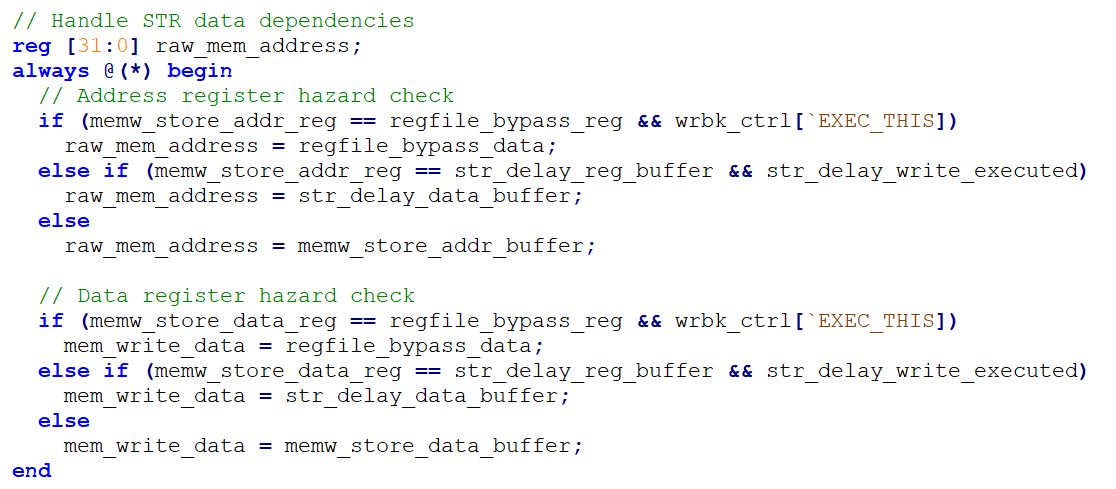 // Handle STR data dependencies
reg [31:0] raw_mem_address;
always @(*) begin
  // Address register hazard check
  if (memw_store_addr_reg == regfile_bypass_reg && wrbk_ctrl[`EXEC_THIS])
    raw_mem_address = regfile_bypass_data;
  else if (memw_store_addr_reg == str_delay_reg_buffer && str_delay_write_executed)
    raw_mem_address = str_delay_data_buffer;
  else
    raw_mem_address = memw_store_addr_buffer;

  // Data register hazard check
  if (memw_store_data_reg == regfile_bypass_reg && wrbk_ctrl[`EXEC_THIS])
    mem_write_data = regfile_bypass_data;
  else if (memw_store_data_reg == str_delay_reg_buffer && str_delay_write_executed)
    mem_write_data = str_delay_data_buffer;
  else
    mem_write_data = memw_store_data_buffer;
end